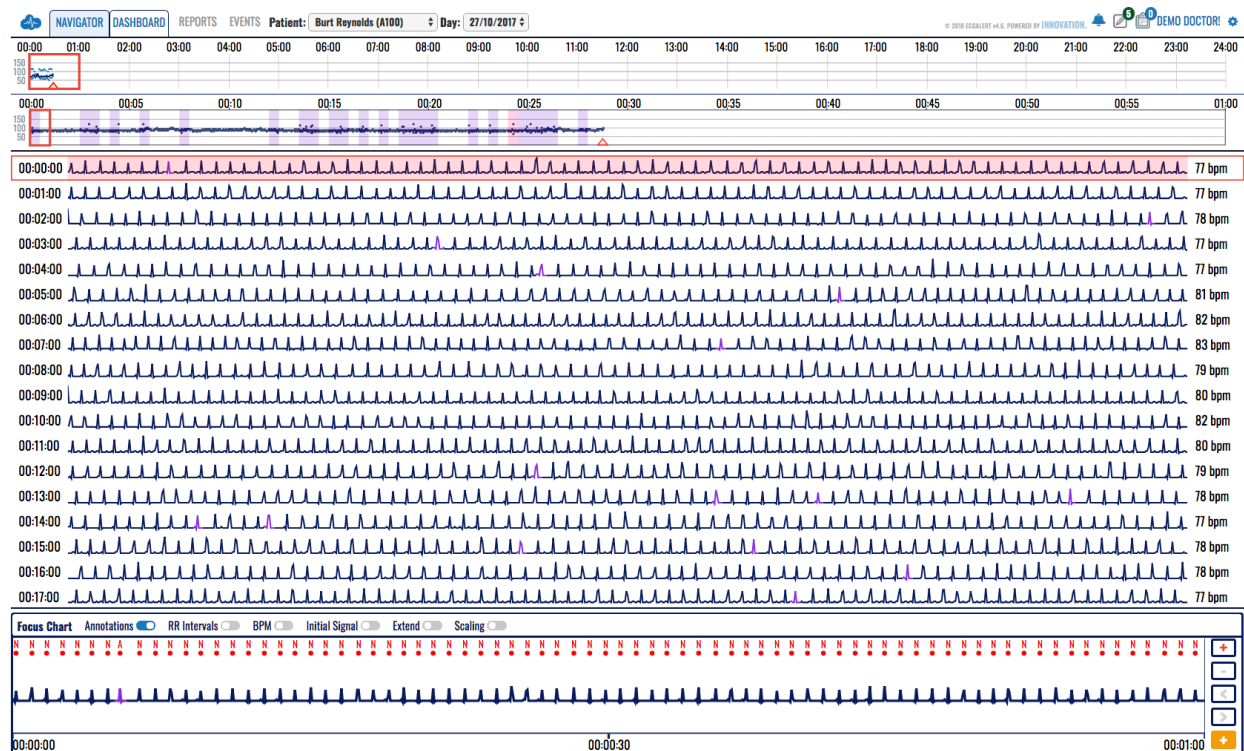 NAVIGATOR DASHBOARD REPORTS EVENTS Patient: Burt Reynolds (A100) Day: 27/10/2017 © 2018 ECGALERT v4.6. POWERED BY INNOVATION. 5 0 DEMO DOCTOR!
00:00 01:00 02:00 03:00 04:00 05:00 06:00 07:00 08:00 09:00 10:00 11:00 12:00 13:00 14:00 15:00 16:00 17:00 18:00 19:00 20:00 21:00 22:00 23:00 24:00
150
100
50
00:00 00:05 00:10 00:15 00:20 00:25 00:30 00:35 00:40 00:45 00:50 00:55 01:00
150
100
50
00:00:00 77 bpm
00:01:00 77 bpm
00:02:00 78 bpm
00:03:00 77 bpm
00:04:00 77 bpm
00:05:00 81 bpm
00:06:00 82 bpm
00:07:00 83 bpm
00:08:00 79 bpm
00:09:00 80 bpm
00:10:00 82 bpm
00:11:00 80 bpm
00:12:00 79 bpm
00:13:00 78 bpm
00:14:00 77 bpm
00:15:00 78 bpm
00:16:00 78 bpm
00:17:00 77 bpm
Focus Chart Annotations RR Intervals BPM Initial Signal Extend Scaling
N N N N N N N A N N N N N N N N N N N N N N N N N N N N N N N N N N N N N N N N N N N N N N N N N N N N N N N N N N N N N N N N N N N N N N N N N
00:00:00 00:00:30 00:01:00